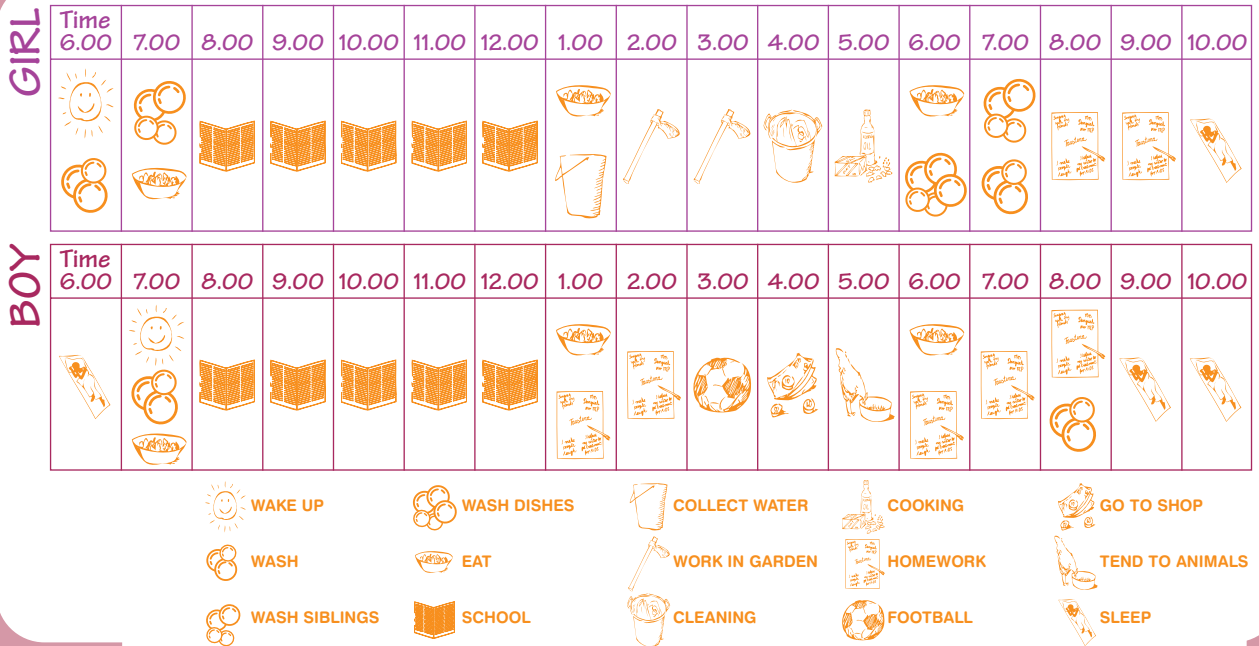 GIRL
Time
6.00 7.00 8.00 9.00 10.00 11.00 12.00 1.00 2.00 3.00 4.00 5.00 6.00 7.00 8.00 9.00 10.00
BOY
Time
6.00 7.00 8.00 9.00 10.00 11.00 12.00 1.00 2.00 3.00 4.00 5.00 6.00 7.00 8.00 9.00 10.00
WAKE UP WASH DISHES COLLECT WATER COOKING GO TO SHOP
WASH EAT WORK IN GARDEN HOMEWORK TEND TO ANIMALS
WASH SIBLINGS SCHOOL CLEANING FOOTBALL SLEEP